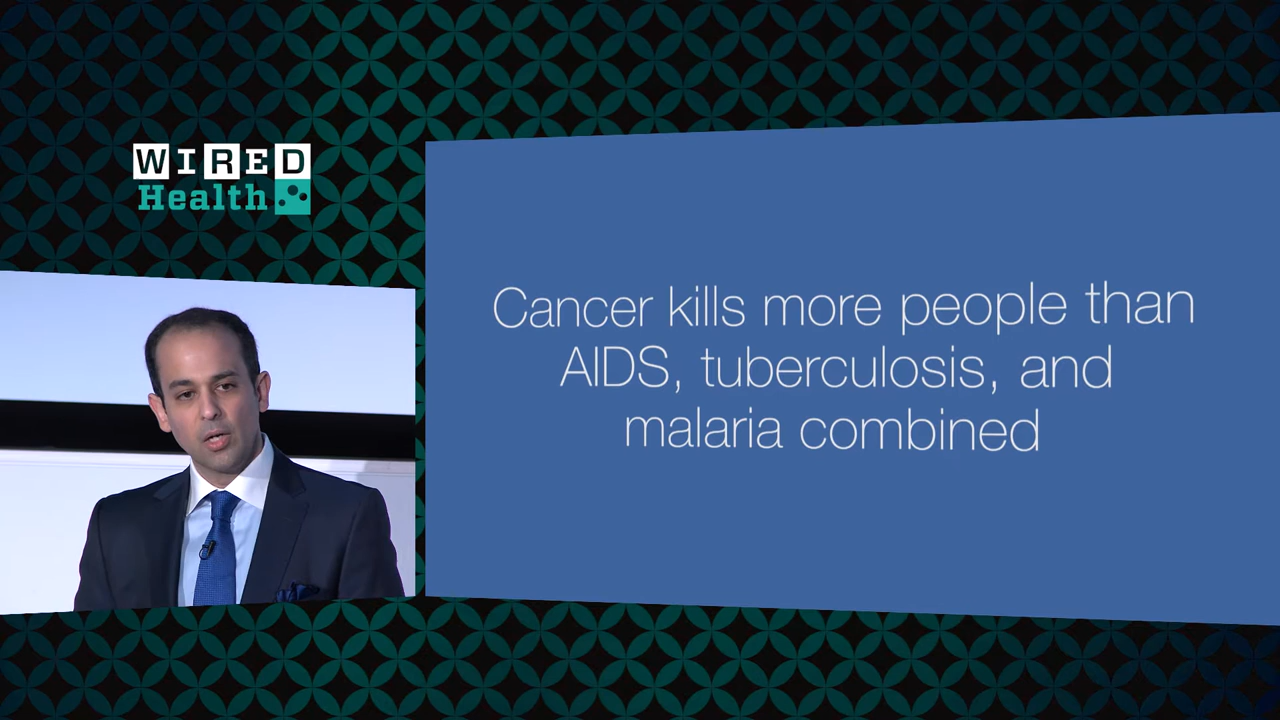 WIRED
Health
Cancer kills more people than
AIDS, tuberculosis, and
malaria combined